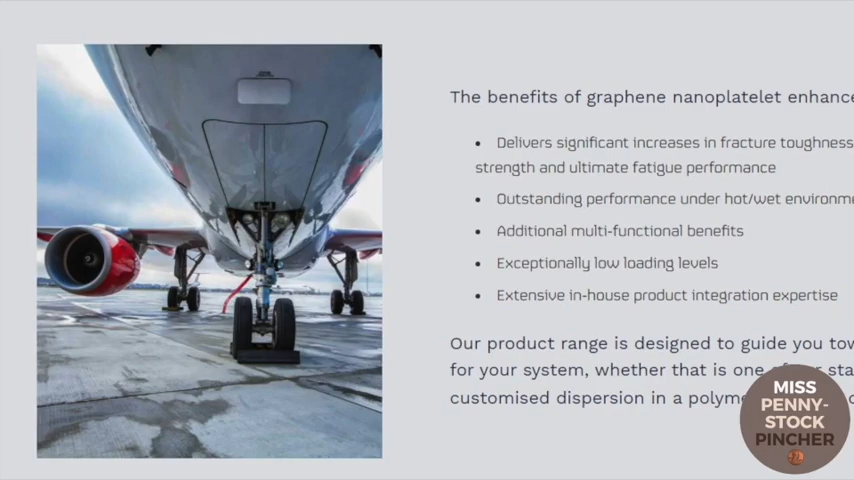 The benefits of graphene nanoplatelet enhance
• Delivers significant increases in fracture toughness
strength and ultimate fatigue performance
• Outstanding performance under hot/wet environme
• Additional multi-functional benefits
• Exceptionally low loading levels
• Extensive in-house product integration expertise
Our product range is designed to guide you tow
for your system, whether that is one sta
customised dispersion in a polyme
MISS
PENNY-
STOCK
PINCHER